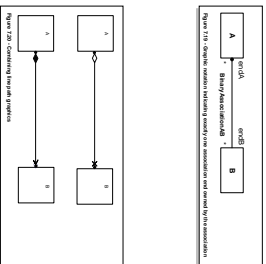 A
endA
*
BinaryAssociationAB
endB
*
B
Figure 7.19 - Graphic notation indicating exactly one association end owned by the association
A
B
A
B
Figure 7.20 - Combining line path graphics